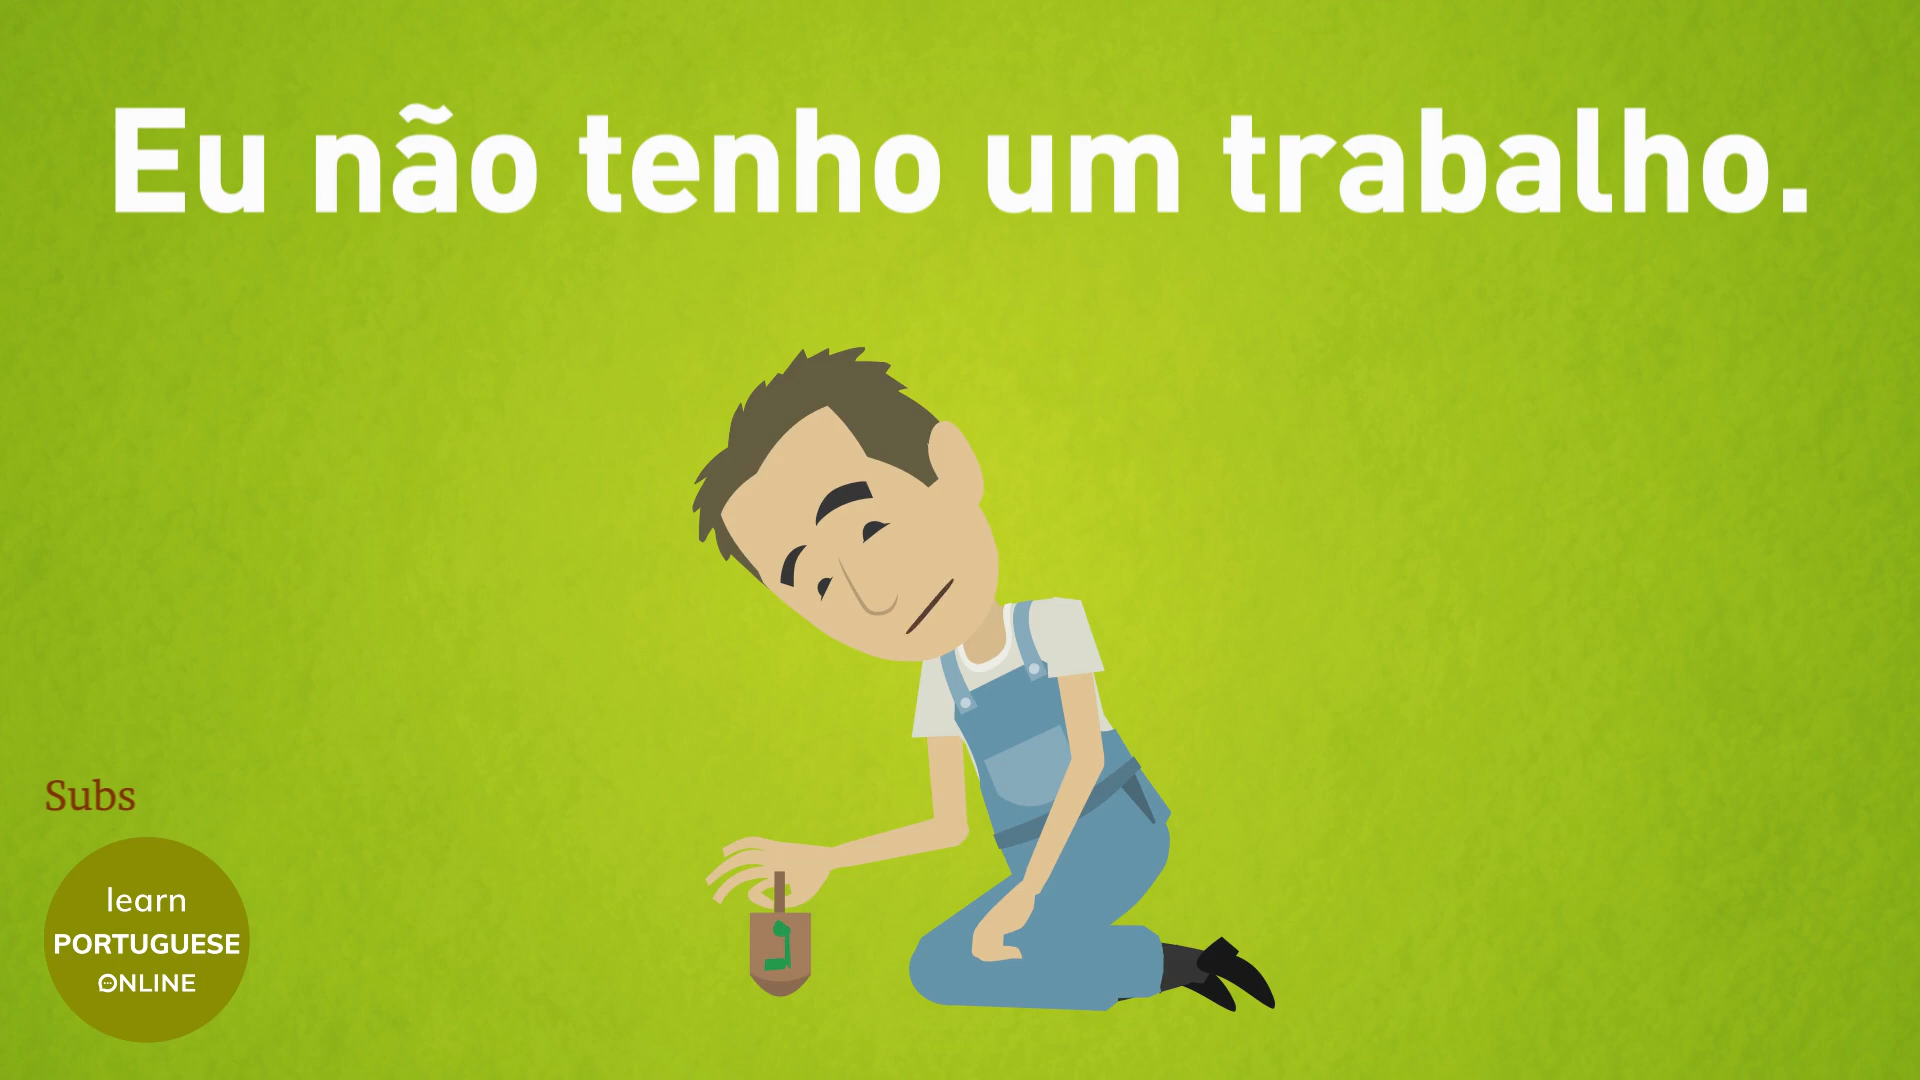 Eu não tenho um trabalho.
Subs
learn
PORTUGUESE
ONLINE
נ